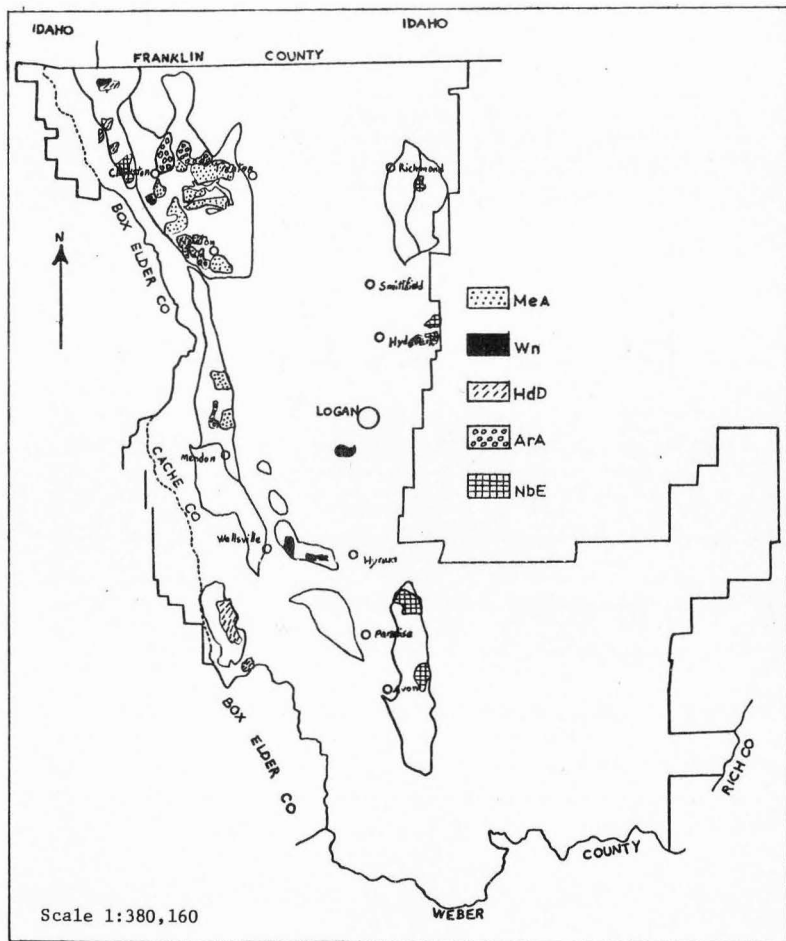 IDAHO
IDAHO
FRANKLIN COUNTY
Richmond
BOX ELDER CO
N
Smithfield
MeA
Wn
HdD
LOGAN
ArA
Mendon
NbE
CACHE CO
Wellsville
Hyrum
Paradise
Avon
BOX ELDER CO
RICH CO
COUNTY
WEBER
Scale 1:380,160